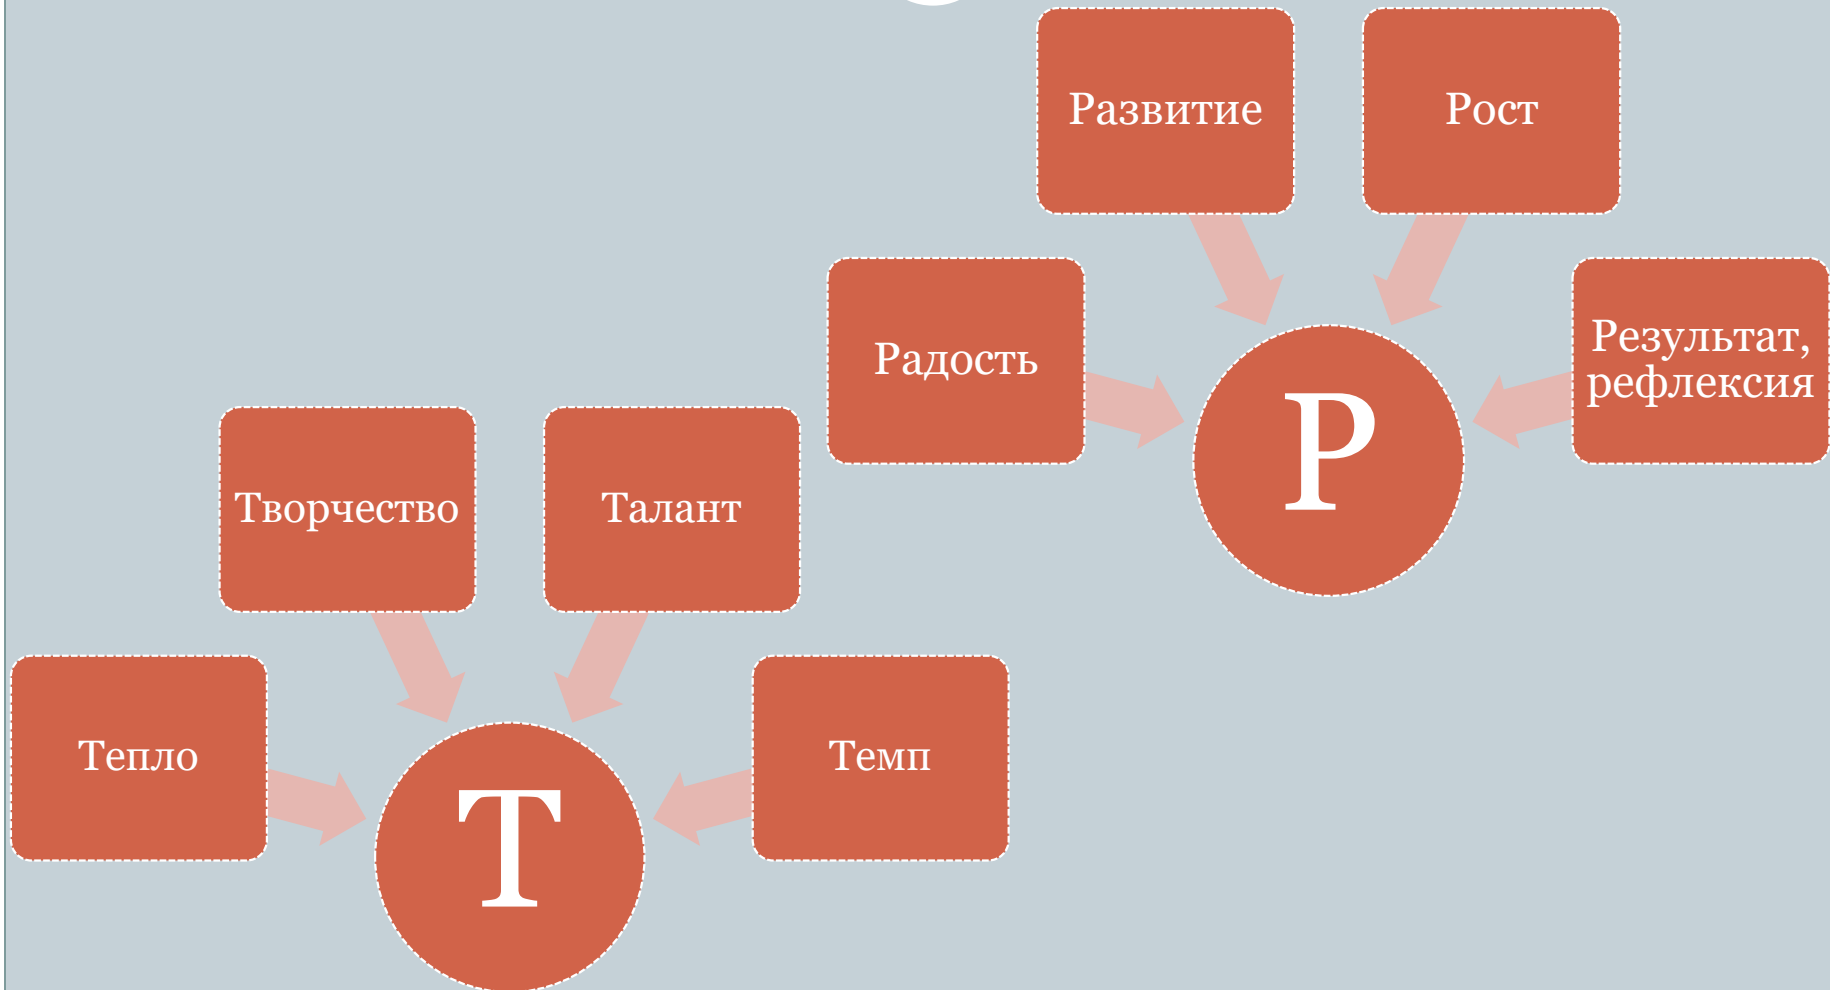 Развитие
Рост
Радость
Результат,
рефлексия
Р
Творчество
Талант
Тепло
Темп
Т